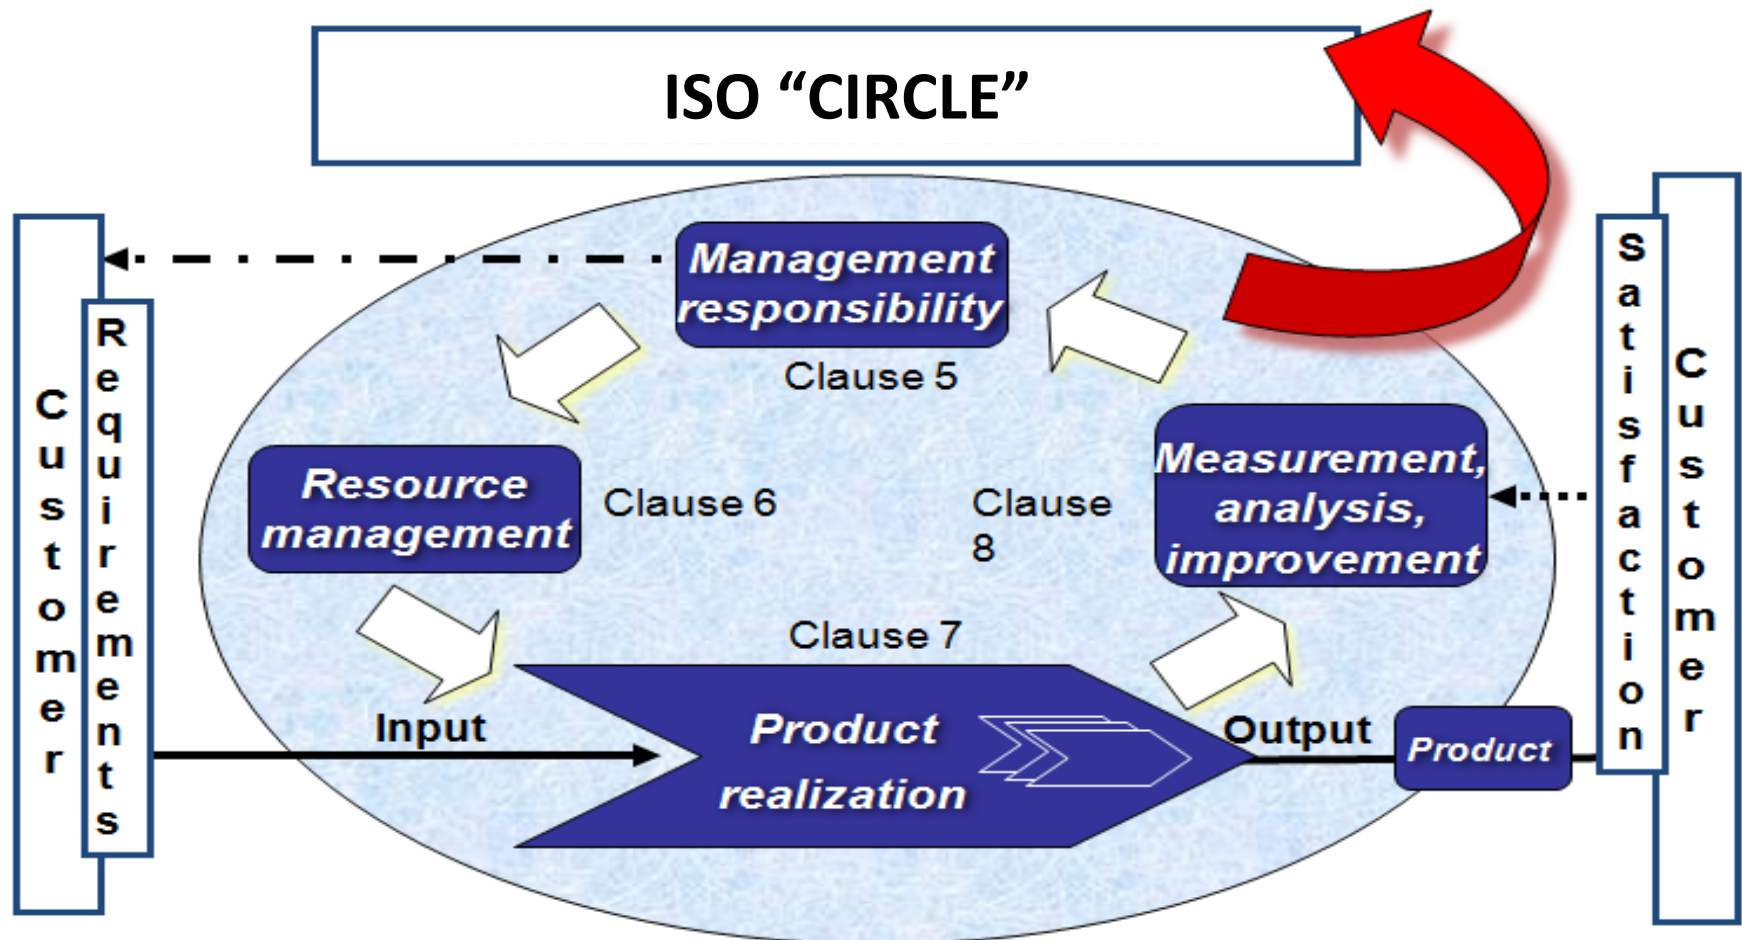 ISO “CIRCLE”
Customer
Requirements
Management
responsibility
Clause 5
Resource
management
Clause 6
Clause
8
Measurement,
analysis,
improvement
Clause 7
Input
Product
realization
Output
Product
Satisfaction
Customer